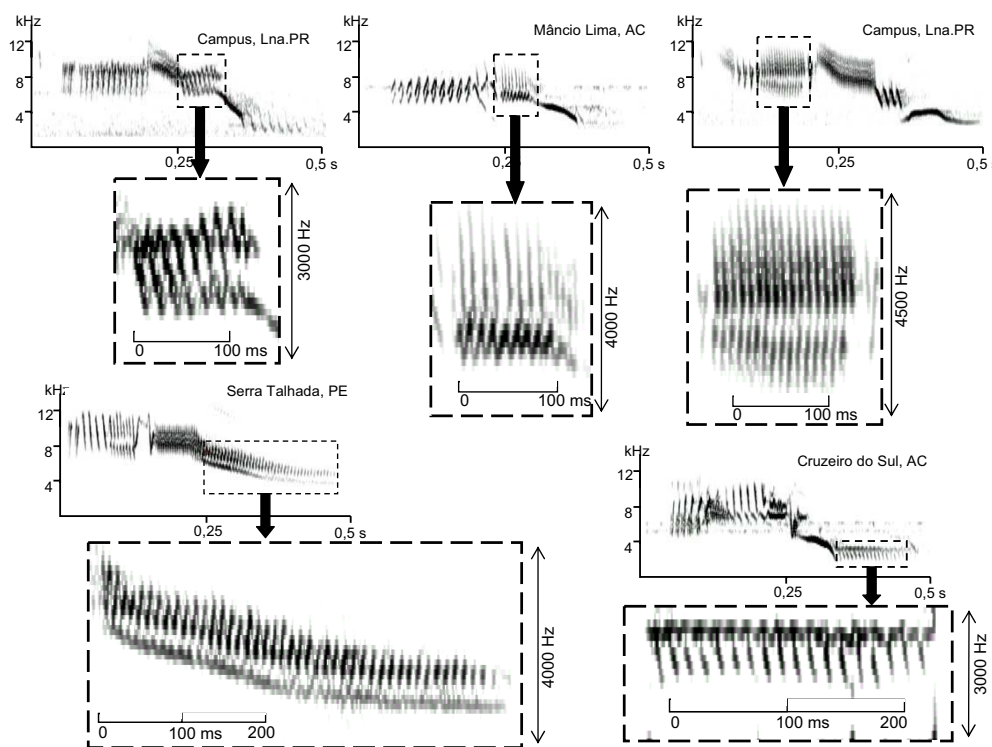 kHz
Campus, Lna.PR
12
8
4
0,25
0,5 s
3000 Hz
0
100 ms
kHz
Mâncio Lima, AC
12
8
4
0,25
0,5 s
4000 Hz
0
100 ms
kHz
Campus, Lna.PR
12
8
4
0,25
0,5 s
4500 Hz
0
100 ms
kHz
Serra Talhada, PE
12
8
4
0,25
0,5 s
4000 Hz
0
100 ms
200
kHz
Cruzeiro do Sul, AC
12
8
4
0,25
0,5 s
3000 Hz
0
100 ms
200